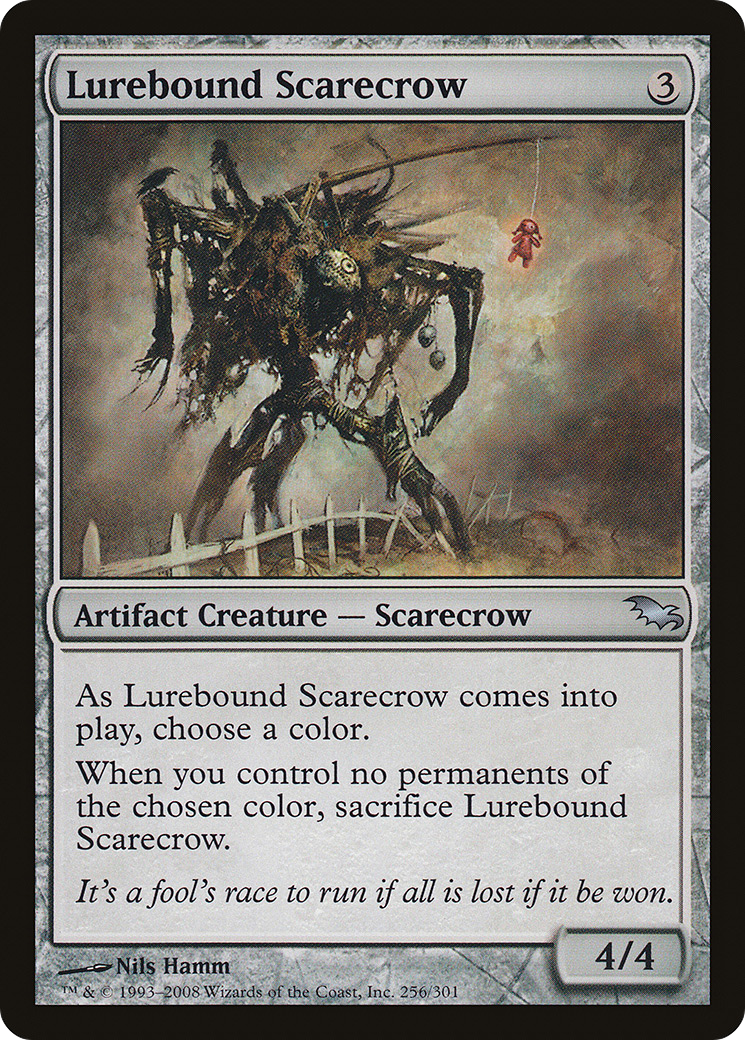 Lurebound Scarecrow
3
Artifact Creature — Scarecrow
As Lurebound Scarecrow comes into
play, choose a color.
When you control no permanents of
the chosen color, sacrifice Lurebound
Scarecrow.
It's a fool's race to run if all is lost if it be won.
4/4
Nils Hamm
™ & © 1993–2008 Wizards of the Coast, Inc. 256/301